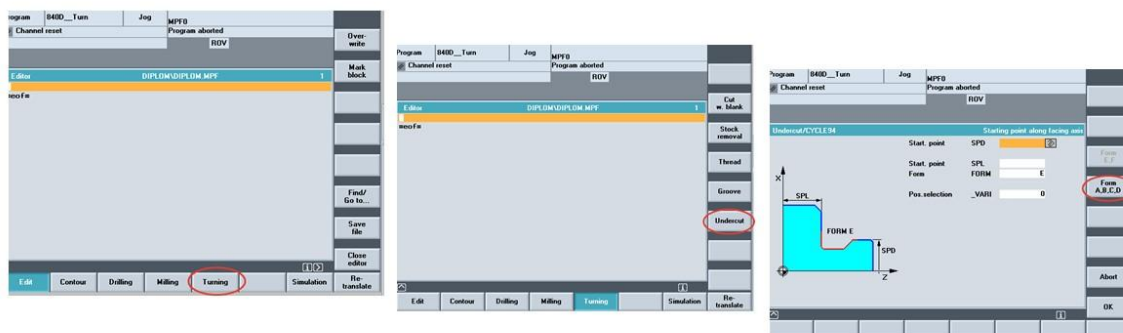 rogram 840D__Turn Jog MPF0
Channel reset Program aborted
ROV
Editor DIPLOM\DIPLOM.MPF 1
=eof=
Over-
write
Mark
block
Find/
Go to...
Save
file
Close
editor
Edit Contour Drilling Milling Turning Simulation Re-
translate
Program 840D__Turn Jog MPF0
Channel reset Program aborted
ROV
Editor DIPLOM\DIPLOM.MPF 1
=eof=
Cut
w. blank
Stock
removal
Thread
Groove
Undercut
Edit Contour Drilling Milling Turning Simulation Re-
translate
Program 840D__Turn Jog MPF0
Channel reset Program aborted
ROV
Undercut/CYCLE94 Starting point along facing axis
Start. point SPD
Start. point SPL
Form FORM E
Pos.selection _VARI 0
X
SPL
FORM E
SPD
Z
Form
E,F
Form
A,B,C,D
Abort
OK